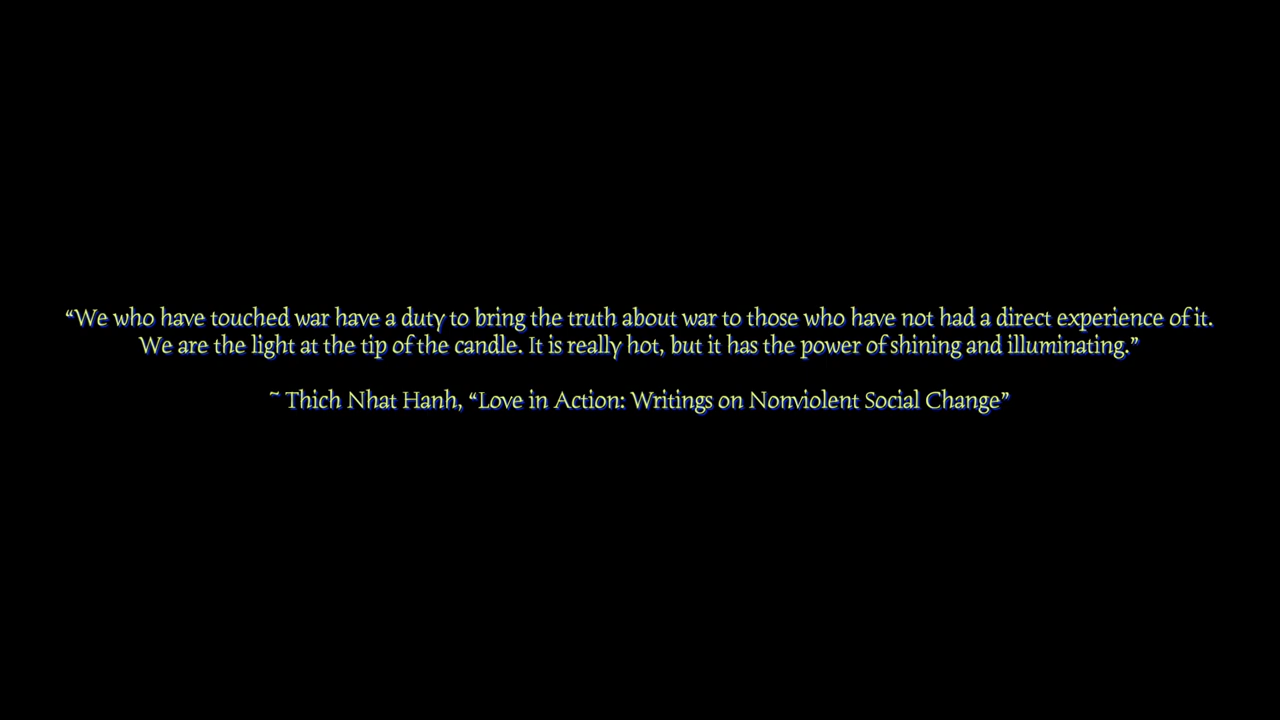 “We who have touched war have a duty to bring the truth about war to those who have not had a direct experience of it.
We are the light at the tip of the candle. It is really hot, but it has the power of shining and illuminating.”
~ Thich Nhat Hanh, “Love in Action: Writings on Nonviolent Social Change”